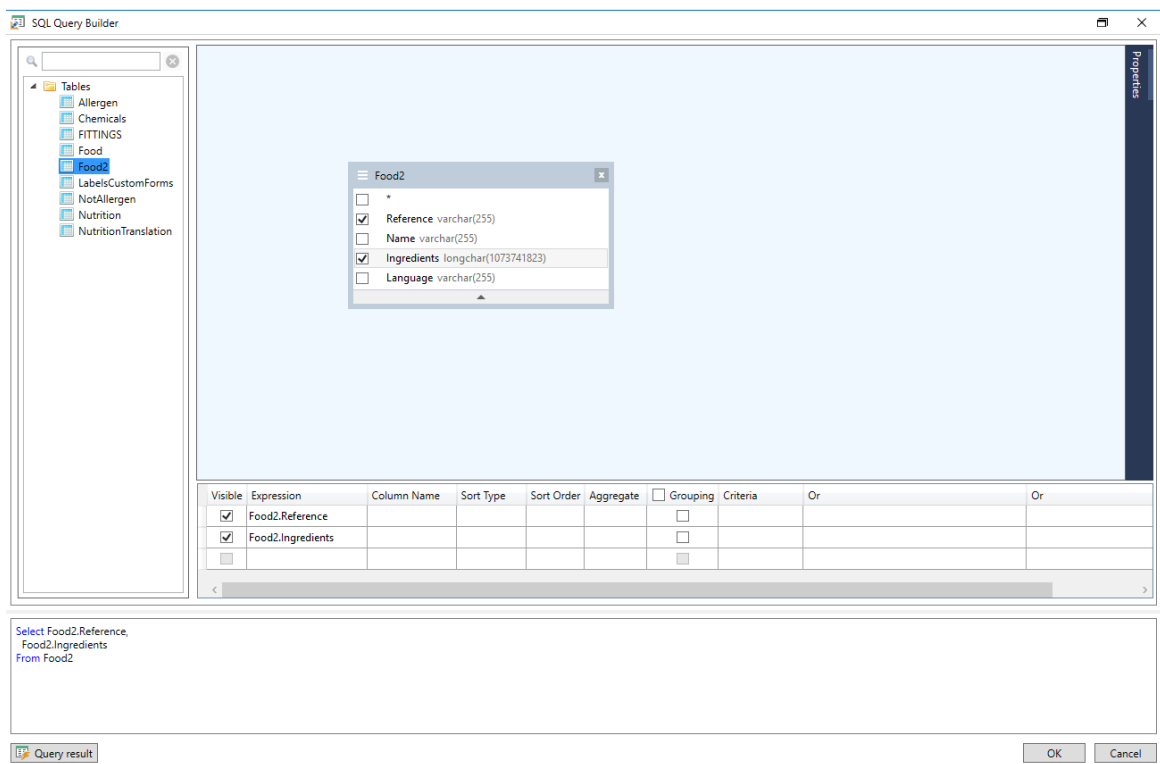 SQL Query Builder
Tables
Allergen
Chemicals
FITTINGS
Food
Food2
LabelsCustomForms
NotAllergen
Nutrition
NutritionTranslation
Properties
Food2
*
Reference varchar(255)
Name varchar(255)
Ingredients longchar(1073741823)
Language varchar(255)
Visible Expression Column Name Sort Type Sort Order Aggregate Grouping Criteria Or Or
Food2.Reference
Food2.Ingredients
Select Food2.Reference,
Food2.Ingredients
From Food2
Query result OK Cancel